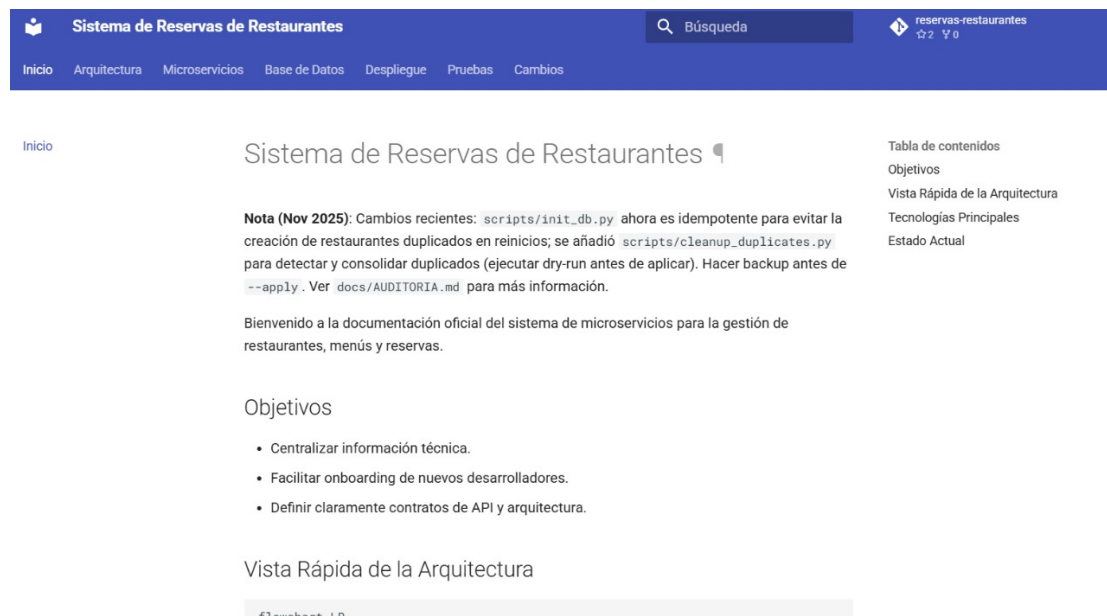 Sistema de Reservas de Restaurantes
Búsqueda
reservas-restaurantes
2 0
Inicio Arquitectura Microservicios Base de Datos Despliegue Pruebas Cambios
Inicio
Sistema de Reservas de Restaurantes ¶
Nota (Nov 2025): Cambios recientes: scripts/init_db.py ahora es idempotente para evitar la
creación de restaurantes duplicados en reinicios; se añadió scripts/cleanup_duplicates.py
para detectar y consolidar duplicados (ejecutar dry-run antes de aplicar). Hacer backup antes de
--apply. Ver docs/AUDITORIA.md para más información.
Bienvenido a la documentación oficial del sistema de microservicios para la gestión de
restaurantes, menús y reservas.
Objetivos
• Centralizar información técnica.
• Facilitar onboarding de nuevos desarrolladores.
• Definir claramente contratos de API y arquitectura.
Vista Rápida de la Arquitectura
Tabla de contenidos
Objetivos
Vista Rápida de la Arquitectura
Tecnologías Principales
Estado Actual